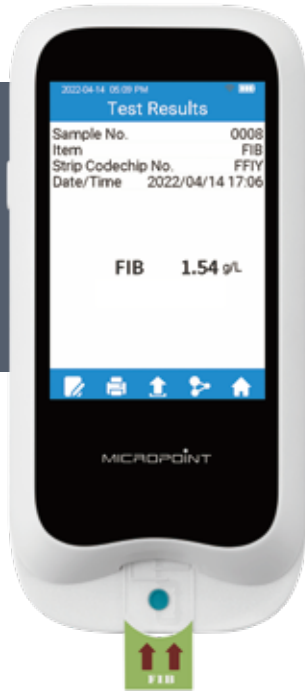 2022-04-14 05:09 PM
Test Results
Sample No. 0008
Item FIB
Strip Codechip No. FFIY
Date/Time 2022/04/14 17:06
FIB 1.54 g/L
MICROPOINT
FIB